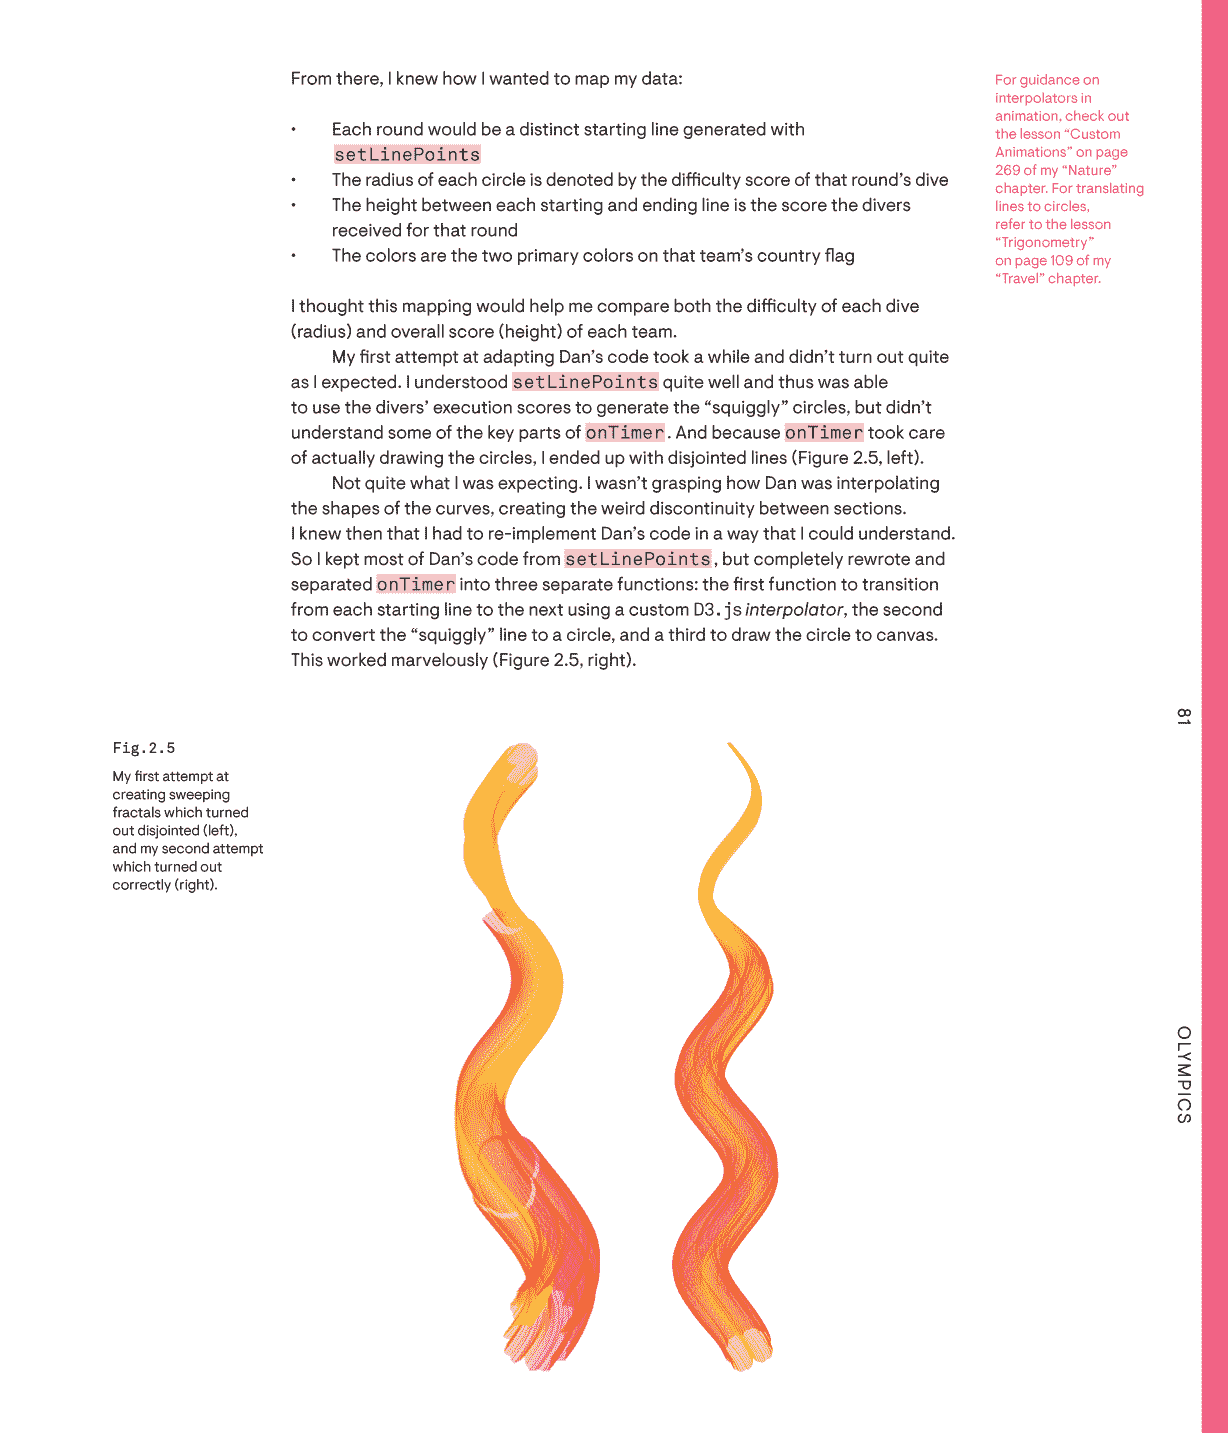 From there, I knew how I wanted to map my data:
• Each round would be a distinct starting line generated with
setLinePoints
• The radius of each circle is denoted by the difficulty score of that round’s dive
• The height between each starting and ending line is the score the divers
received for that round
• The colors are the two primary colors on that team’s country flag
I thought this mapping would help me compare both the difficulty of each dive
(radius) and overall score (height) of each team.
My first attempt at adapting Dan’s code took a while and didn’t turn out quite
as I expected. I understood setLinePoints quite well and thus was able
to use the divers’ execution scores to generate the “squiggly” circles, but didn’t
understand some of the key parts of onTimer. And because onTimer took care
of actually drawing the circles, I ended up with disjointed lines (Figure 2.5, left).
Not quite what I was expecting. I wasn’t grasping how Dan was interpolating
the shapes of the curves, creating the weird discontinuity between sections.
I knew then that I had to re-implement Dan’s code in a way that I could understand.
So I kept most of Dan’s code from setLinePoints, but completely rewrote and
separated onTimer into three separate functions: the first function to transition
from each starting line to the next using a custom D3.js interpolator, the second
to convert the “squiggly” line to a circle, and a third to draw the circle to canvas.
This worked marvelously (Figure 2.5, right).
For guidance on
interpolators in
animation, check out
the lesson “Custom
Animations” on page
269 of my “Nature”
chapter. For translating
lines to circles,
refer to the lesson
“Trigonometry”
on page 109 of my
“Travel” chapter.
Fig.2.5
My first attempt at
creating sweeping
fractals which turned
out disjointed (left),
and my second attempt
which turned out
correctly (right).
81
OLYMPICS